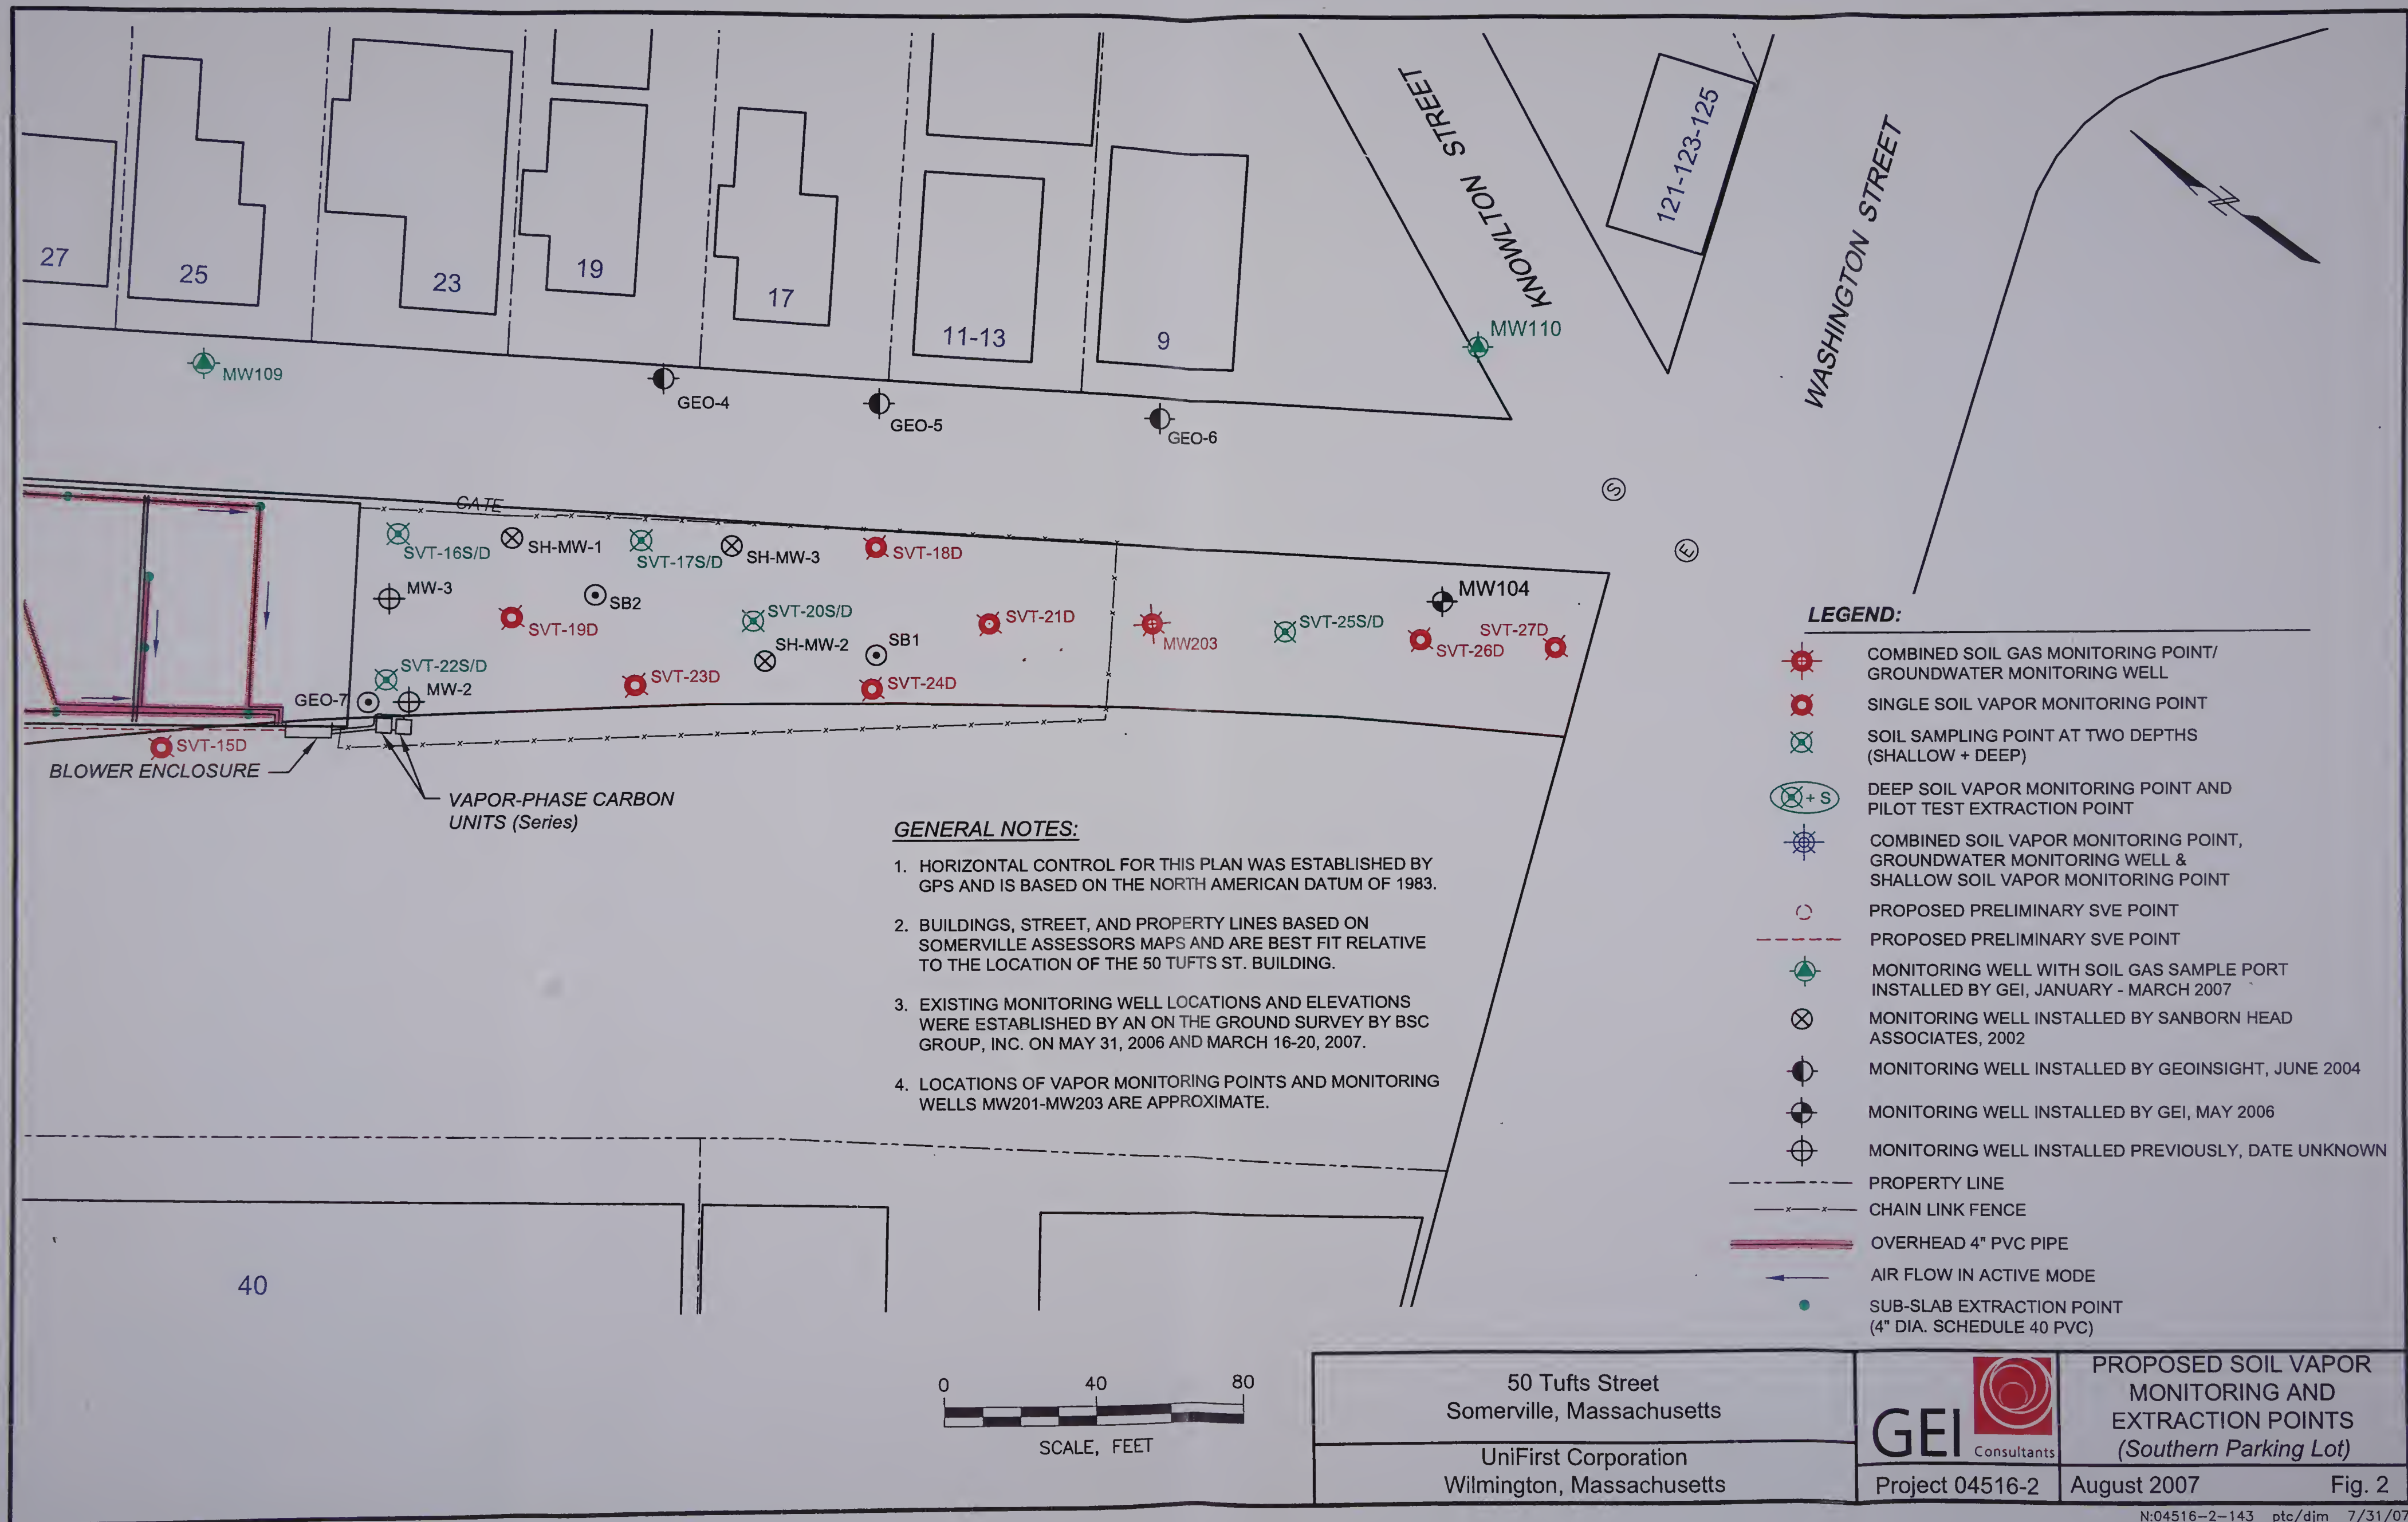 KNOWLTON STREET
121-123-125
WASHINGTON STREET
27
25
23
19
17
11-13
9
MW110
MW109
GEO-4
GEO-5
GEO-6
N
S
E
GATE
SVT-16S/D
SH-MW-1
SVT-17S/D
SH-MW-3
SVT-18D
MW-3
SB2
SVT-19D
SVT-20S/D
SVT-21D
MW203
SVT-25S/D
MW104
SVT-26D
SVT-27D
SH-MW-2
SB1
SVT-22S/D
SVT-23D
SVT-24D
GEO-7
MW-2
SVT-15D
BLOWER ENCLOSURE
VAPOR-PHASE CARBON
UNITS (Series)
GENERAL NOTES:
1. HORIZONTAL CONTROL FOR THIS PLAN WAS ESTABLISHED BY
GPS AND IS BASED ON THE NORTH AMERICAN DATUM OF 1983.
2. BUILDINGS, STREET, AND PROPERTY LINES BASED ON
SOMERVILLE ASSESSORS MAPS AND ARE BEST FIT RELATIVE
TO THE LOCATION OF THE 50 TUFTS ST. BUILDING.
3. EXISTING MONITORING WELL LOCATIONS AND ELEVATIONS
WERE ESTABLISHED BY AN ON THE GROUND SURVEY BY BSC
GROUP, INC. ON MAY 31, 2006 AND MARCH 16-20, 2007.
4. LOCATIONS OF VAPOR MONITORING POINTS AND MONITORING
WELLS MW201-MW203 ARE APPROXIMATE.
LEGEND:
COMBINED SOIL GAS MONITORING POINT/
GROUNDWATER MONITORING WELL
SINGLE SOIL VAPOR MONITORING POINT
SOIL SAMPLING POINT AT TWO DEPTHS
(SHALLOW + DEEP)
+ S
DEEP SOIL VAPOR MONITORING POINT AND
PILOT TEST EXTRACTION POINT
COMBINED SOIL VAPOR MONITORING POINT,
GROUNDWATER MONITORING WELL &
SHALLOW SOIL VAPOR MONITORING POINT
PROPOSED PRELIMINARY SVE POINT
PROPOSED PRELIMINARY SVE POINT
MONITORING WELL WITH SOIL GAS SAMPLE PORT
INSTALLED BY GEI, JANUARY - MARCH 2007
MONITORING WELL INSTALLED BY SANBORN HEAD
ASSOCIATES, 2002
MONITORING WELL INSTALLED BY GEOINSIGHT, JUNE 2004
MONITORING WELL INSTALLED BY GEI, MAY 2006
MONITORING WELL INSTALLED PREVIOUSLY, DATE UNKNOWN
PROPERTY LINE
CHAIN LINK FENCE
OVERHEAD 4" PVC PIPE
AIR FLOW IN ACTIVE MODE
SUB-SLAB EXTRACTION POINT
(4" DIA. SCHEDULE 40 PVC)
40
0 40 80
SCALE, FEET
50 Tufts Street
Somerville, Massachusetts
UniFirst Corporation
Wilmington, Massachusetts
GEI Consultants
Project 04516-2
PROPOSED SOIL VAPOR
MONITORING AND
EXTRACTION POINTS
(Southern Parking Lot)
August 2007
Fig. 2
N:04516-2-143 ptc/djm 7/31/07